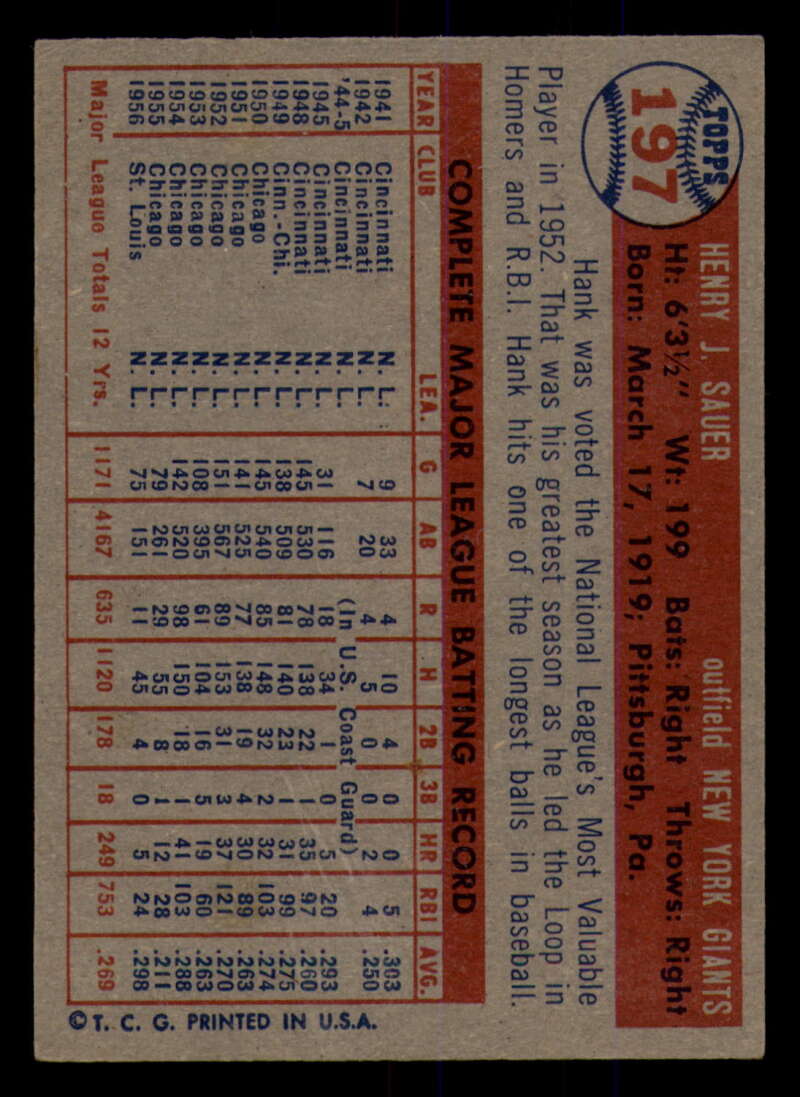 TOPPS
197
HENRY J. SAUER outfield NEW YORK GIANTS
Ht: 6'3½" Wt: 199 Bats: Right Throws: Right
Born: March 17, 1919; Pittsburgh, Pa.
Hank was voted the National League's Most Valuable
Player in 1952. That was his greatest season as he led the Loop in
Homers and R.B.I. Hank hits one of the longest balls in baseball.
COMPLETE MAJOR LEAGUE BATTING RECORD
YEAR CLUB LEA. G AB R H 2B 3B HR RBI AVG.
1941 Cincinnati N. L. 9 33 4 10 4 0 0 5 .303
1942 Cincinnati N. L. 7 20 4 5 0 0 2 4 .250
'44-5 Cincinnati N. L. (In U.S. Coast Guard)
1945 Cincinnati N. L. 31 116 18 34 1 0 5 20 .293
1948 Cincinnati N. L. 145 530 78 138 22 1 35 97 .260
1949 Cinn.-Chi. N. L. 138 509 81 140 23 1 31 99 .275
1950 Chicago N. L. 145 540 85 148 32 2 32 103 .274
1951 Chicago N. L. 141 525 77 138 19 4 30 89 .263
1952 Chicago N. L. 151 567 89 153 31 3 37 121 .270
1953 Chicago N. L. 108 395 61 104 16 5 19 60 .263
1954 Chicago N. L. 142 520 98 150 18 1 41 103 .288
1955 Chicago N. L. 79 261 29 55 8 1 12 28 .211
1956 St. Louis N. L. 75 151 11 45 4 0 5 24 .298
Major League Totals 12 Yrs. 1171 4167 635 1120 178 18 249 753 .269
© T. C. G. PRINTED IN U.S.A.